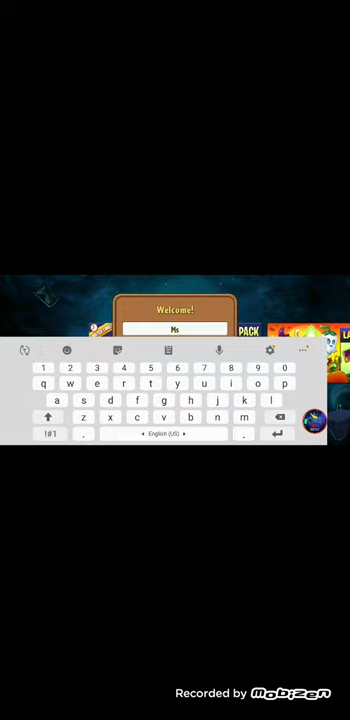 Welcome!
Ms
PACK
LA
1 2 3 4 5 6 7 8 9 0
q w e r t y u i o p
a s d f g h j k l
z x c v b n m
!#1 , English (US) .
Recorded by mobizen